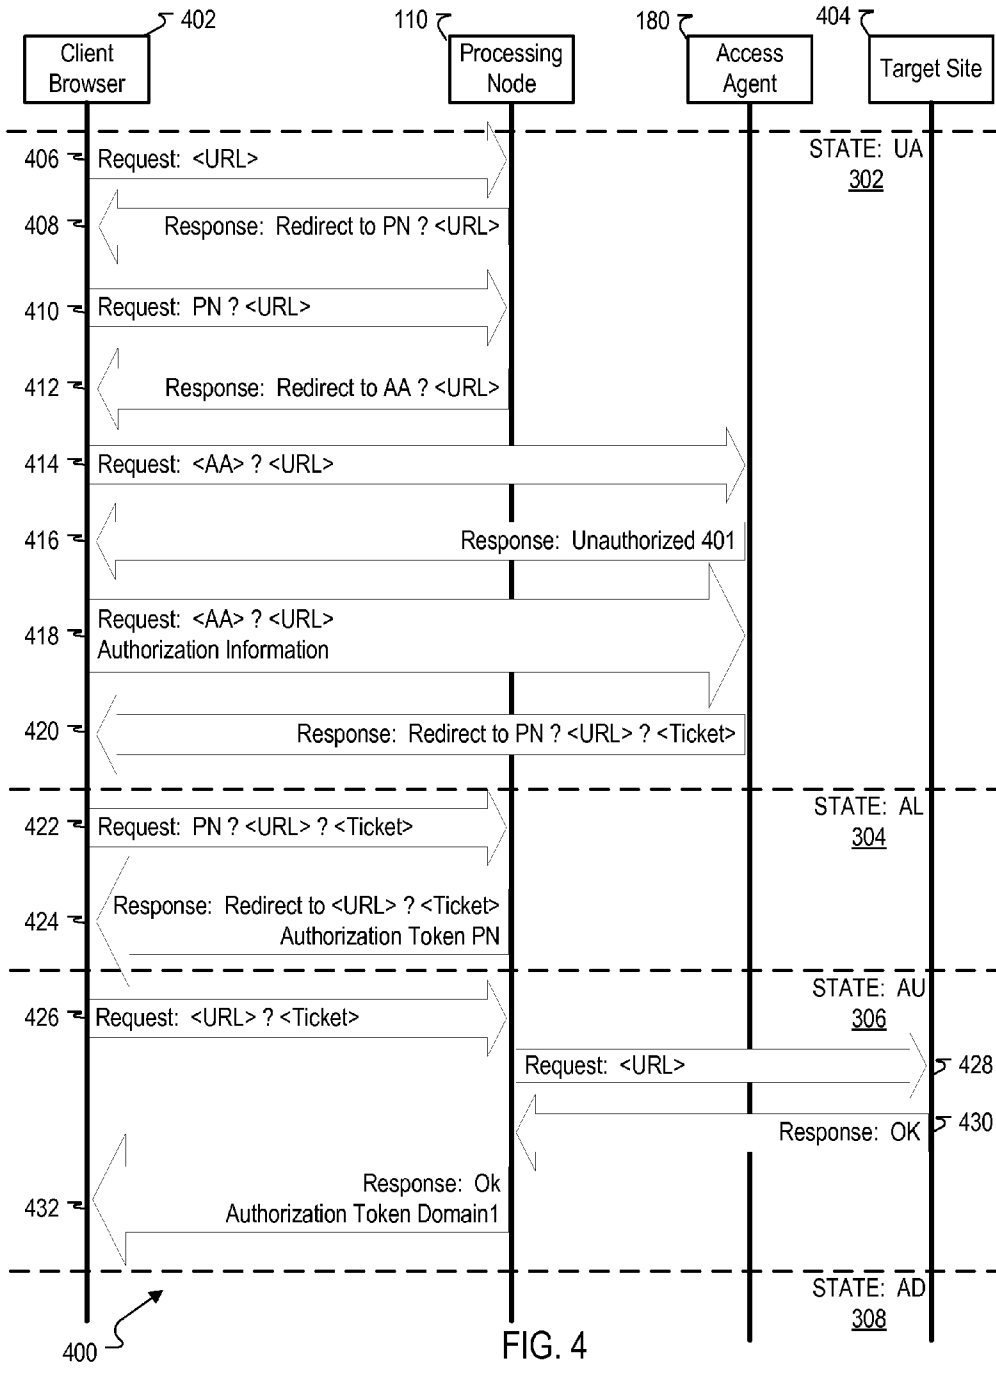 402
110
180
404
Client
Browser
Processing
Node
Access
Agent
Target Site
STATE: UA
302
406
Request: <URL>
408
Response: Redirect to PN ? <URL>
410
Request: PN ? <URL>
412
Response: Redirect to AA ? <URL>
414
Request: <AA> ? <URL>
416
Response: Unauthorized 401
418
Request: <AA> ? <URL>
Authorization Information
420
Response: Redirect to PN ? <URL> ? <Ticket>
STATE: AL
304
422
Request: PN ? <URL> ? <Ticket>
424
Response: Redirect to <URL> ? <Ticket>
Authorization Token PN
STATE: AU
306
426
Request: <URL> ? <Ticket>
Request: <URL>
428
Response: OK
430
432
Response: Ok
Authorization Token Domain1
STATE: AD
308
400
FIG. 4